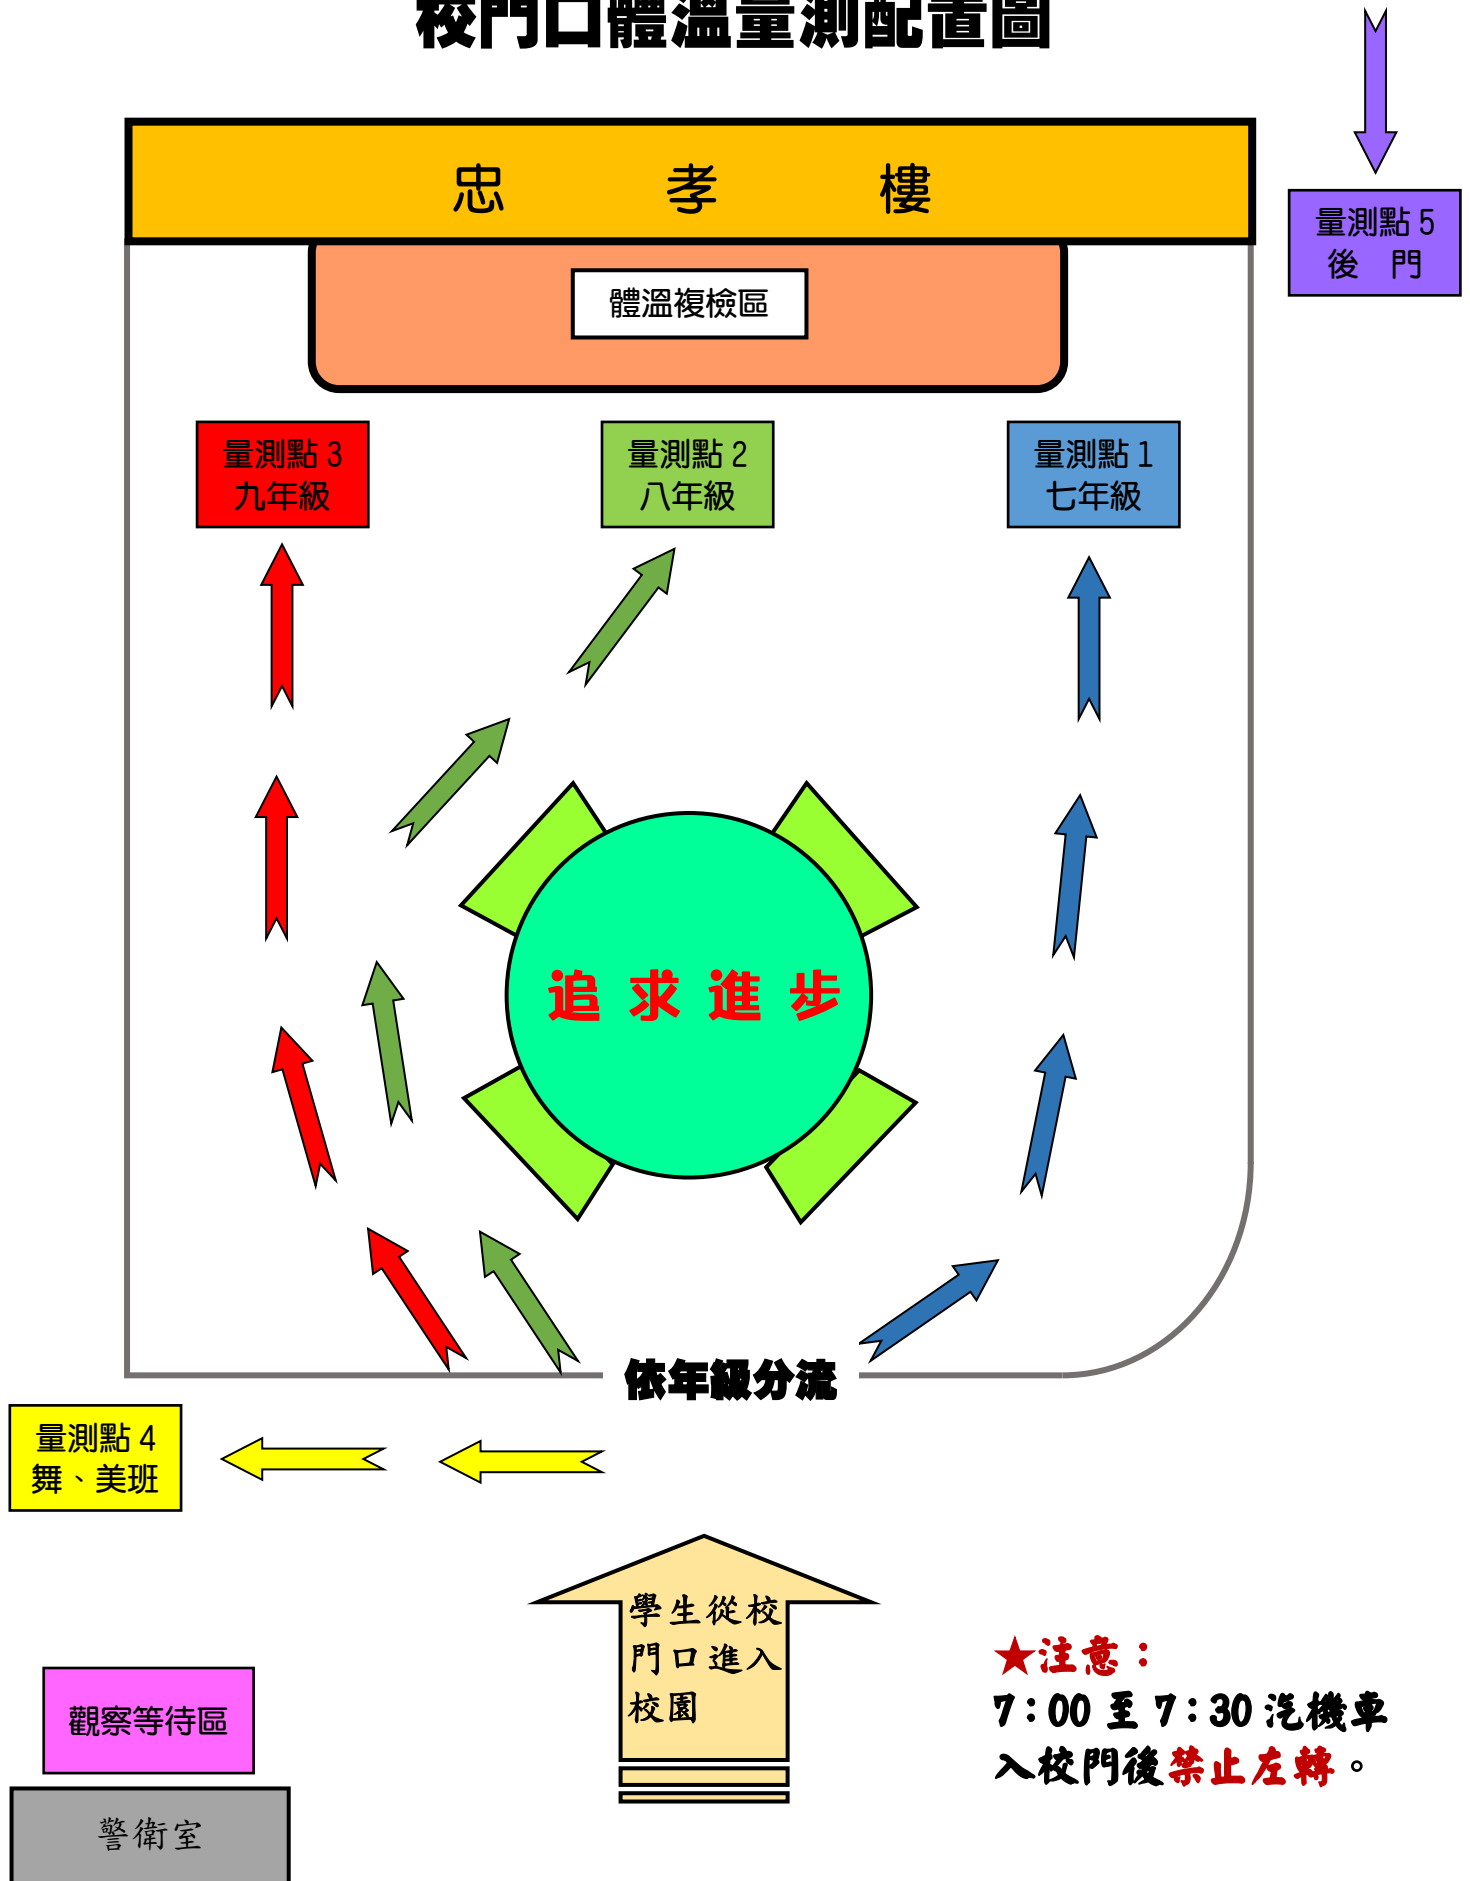 校門口體溫量測配置圖
忠孝樓
量測點 5
後 門
體溫複檢區
量測點 3
九年級
量測點 2
八年級
量測點 1
七年級
追求進步
依年級分流
量測點 4
舞、美班
學生從校
門口進入
校園
★注意：
7：00 至 7：30 汽機車
入校門後禁止左轉。
觀察等待區
警衛室